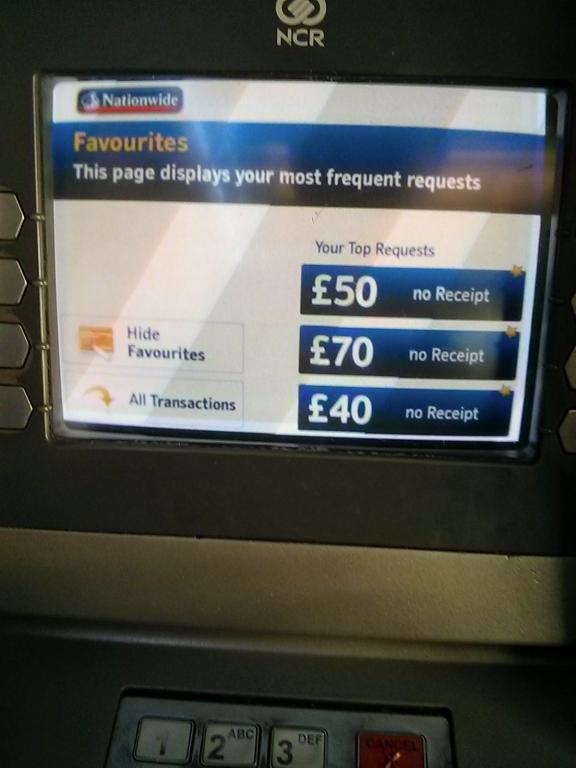 NCR
Nationwide
Favourites
This page displays your most frequent requests
Your Top Requests
£50 no Receipt
Hide
Favourites
£70 no Receipt
All Transactions
£40 no Receipt
1
2 ABC
3 DEF
CANCEL